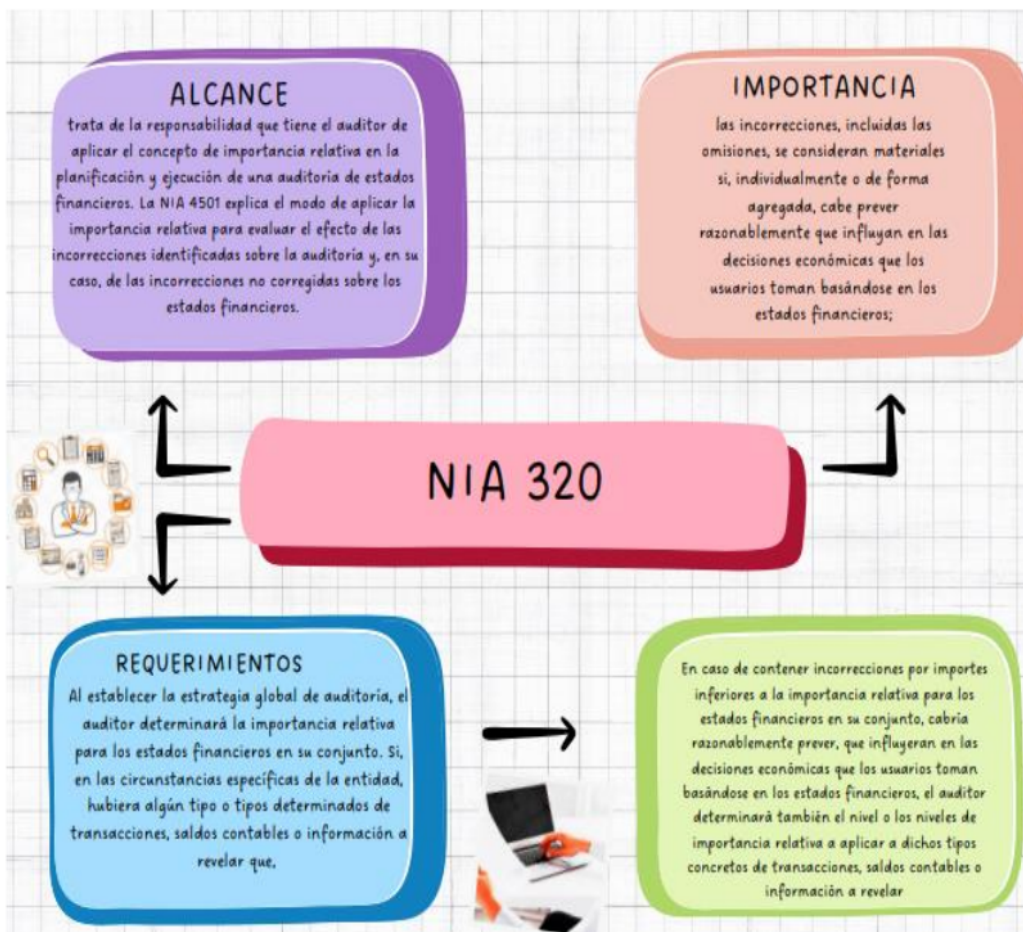 ALCANCE
trata de la responsabilidad que tiene el auditor de
aplicar el concepto de importancia relativa en la
planificación y ejecución de una auditoría de estados
financieros. La NIA 4501 explica el modo de aplicar la
importancia relativa para evaluar el efecto de las
incorrecciones identificadas sobre la auditoría y, en su
caso, de las incorrecciones no corregidas sobre los
estados financieros.
IMPORTANCIA
las incorrecciones, incluidas las
omisiones, se consideran materiales
si, individualmente o de forma
agregada, cabe prever
razonablemente que influyan en las
decisiones económicas que los
usuarios toman basándose en los
estados financieros;
NIA 320
REQUERIMIENTOS
Al establecer la estrategia global de auditoría, el
auditor determinará la importancia relativa
para los estados financieros en su conjunto. Si,
en las circunstancias específicas de la entidad,
hubiera algún tipo o tipos determinados de
transacciones, saldos contables o información a
revelar que,
En caso de contener incorrecciones por importes
inferiores a la importancia relativa para los
estados financieros en su conjunto, cabría
razonablemente prever, que influyeran en las
decisiones económicas que los usuarios toman
basándose en los estados financieros, el auditor
determinará también el nivel o los niveles de
importancia relativa a aplicar a dichos tipos
concretos de transacciones, saldos contables o
información a revelar